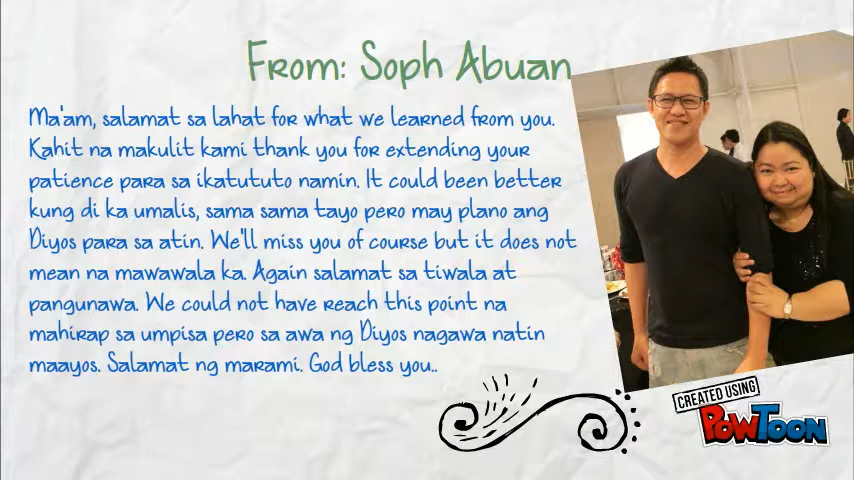 From: Soph Abuan
Ma'am, salamat sa lahat for what we learned from you.
Kahit na makulit kami thank you for extending your
patience para sa ikatututo namin. It could been better
kung di ka umalis, sama sama tayo pero may plano ang
Diyos para sa atin. We'll miss you of course but it does not
mean na mawawala ka. Again salamat sa tiwala at
pangunawa. We could not have reach this point na
mahirap sa umpisa pero sa awa ng Diyos nagawa natin
maayos. Salamat ng marami. God bless you..
CREATED USING
POWTOON